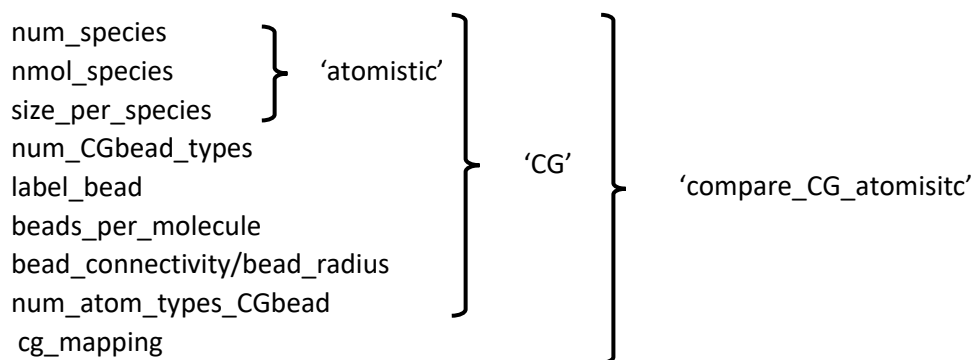 num_species
nmol_species
‘atomistic’
size_per_species
num_CGbead_types
‘CG’
label_bead
‘compare_CG_atomisitc’
beads_per_molecule
bead_connectivity/bead_radius
num_atom_types_CGbead
cg_mapping